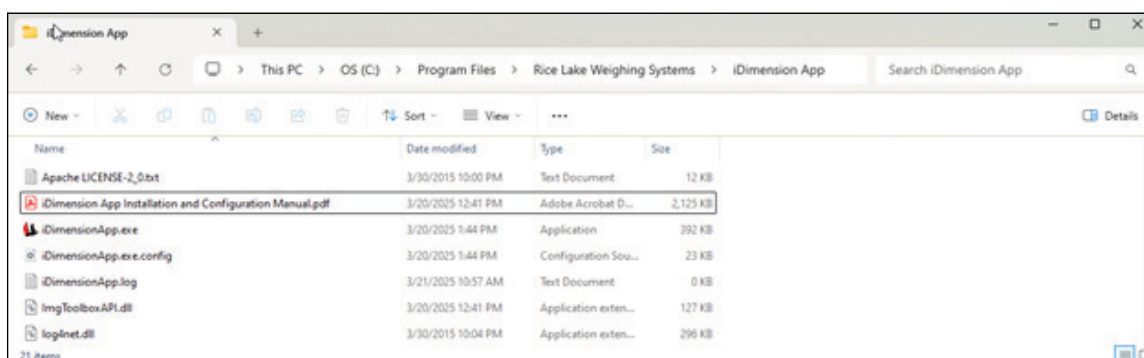 iDimension App
This PC > OS (C:) > Program Files > Rice Lake Weighing Systems > iDimension App
Search iDimension App
New
Sort
View
Details
Name Date modified Type Size
Apache LICENSE-2_0.txt 3/30/2015 10:00 PM Text Document 12 KB
iDimension App Installation and Configuration Manual.pdf 3/20/2025 12:41 PM Adobe Acrobat D... 2,125 KB
iDimensionApp.exe 3/20/2025 1:44 PM Application 392 KB
iDimensionApp.exe.config 3/20/2025 1:44 PM Configuration Sou... 23 KB
iDimensionApp.log 3/21/2025 10:57 AM Text Document 0 KB
ImgToolboxAPI.dll 3/20/2025 12:41 PM Application exten... 127 KB
log4net.dll 3/30/2015 10:04 PM Application exten... 296 KB
21 items